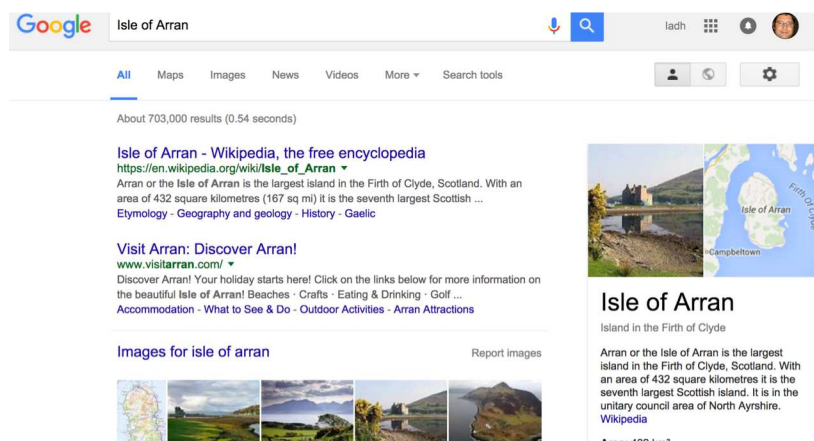 Google Isle of Arran Iadh
All Maps Images News Videos More Search tools
About 703,000 results (0.54 seconds)
Isle of Arran - Wikipedia, the free encyclopedia
https://en.wikipedia.org/wiki/Isle_of_Arran
Arran or the Isle of Arran is the largest island in the Firth of Clyde, Scotland. With an
area of 432 square kilometres (167 sq mi) it is the seventh largest Scottish ...
Etymology - Geography and geology - History - Gaelic
Visit Arran: Discover Arran!
www.visitarran.com/
Discover Arran! Your holiday starts here! Click on the links below for more information on
the beautiful Isle of Arran! Beaches · Crafts · Eating & Drinking · Golf ...
Accommodation - What to See & Do - Outdoor Activities - Arran Attractions
Images for isle of arran Report images
Isle of Arran
Firth Of Clyde
Campbeltown
Isle of Arran
Island in the Firth of Clyde
Arran or the Isle of Arran is the largest
island in the Firth of Clyde, Scotland. With
an area of 432 square kilometres it is the
seventh largest Scottish island. It is in the
unitary council area of North Ayrshire.
Wikipedia